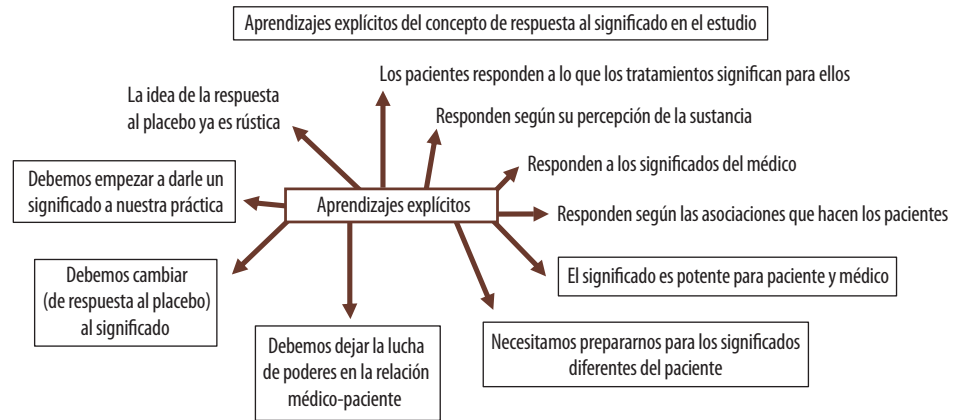 Aprendizajes explícitos del concepto de respuesta al significado en el estudio
Los pacientes responden a lo que los tratamientos significan para ellos
La idea de la respuesta
al placebo ya es rústica
Responden según su percepción de la sustancia
Responden a los significados del médico
Debemos empezar a darle un
significado a nuestra práctica
Aprendizajes explícitos
Responden según las asociaciones que hacen los pacientes
Debemos cambiar
(de respuesta al placebo)
al significado
El significado es potente para paciente y médico
Debemos dejar la lucha
de poderes en la relación
médico-paciente
Necesitamos prepararnos para los significados
diferentes del paciente